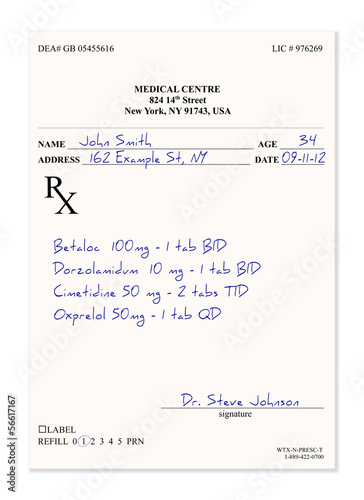 DEA# GB 05455616 LIC # 976269
MEDICAL CENTRE
824 14th Street
New York, NY 91743, USA
NAME John Smith AGE 34
ADDRESS 162 Example St, NY DATE 09-11-12
Rx
Betaloc 100mg - 1 tab BID
Dorzolamidum 10 mg - 1 tab BID
Cimetidine 50 mg - 2 tabs TID
Oxprelol 50mg - 1 tab QD
Dr. Steve Johnson
signature
☐LABEL
REFILL 0 1 2 3 4 5 PRN
WTX-N-PRESC-T
1-889-422-0700
Adobe Stock | #56617167